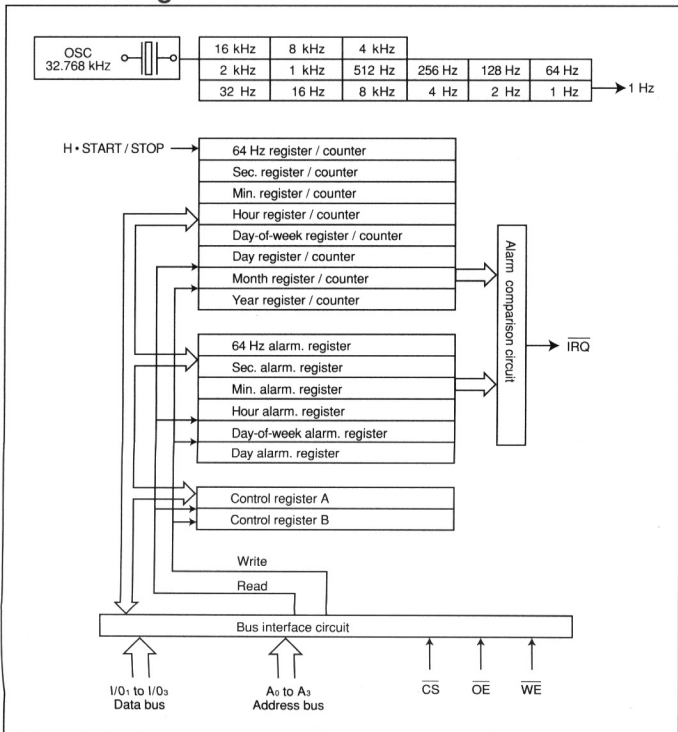 OSC
32.768 kHz
16 kHz 8 kHz 4 kHz
2 kHz 1 kHz 512 Hz 256 Hz 128 Hz 64 Hz
32 Hz 16 Hz 8 kHz 4 Hz 2 Hz 1 Hz
1 Hz
H • START / STOP
64 Hz register / counter
Sec. register / counter
Min. register / counter
Hour register / counter
Day-of-week register / counter
Day register / counter
Month register / counter
Year register / counter
64 Hz alarm. register
Sec. alarm. register
Min. alarm. register
Hour alarm. register
Day-of-week alarm. register
Day alarm. register
Alarm comparison circuit
IRQ
Control register A
Control register B
Write
Read
Bus interface circuit
I/0₁ to I/0₃
Data bus
A₀ to A₃
Address bus
CS
OE
WE